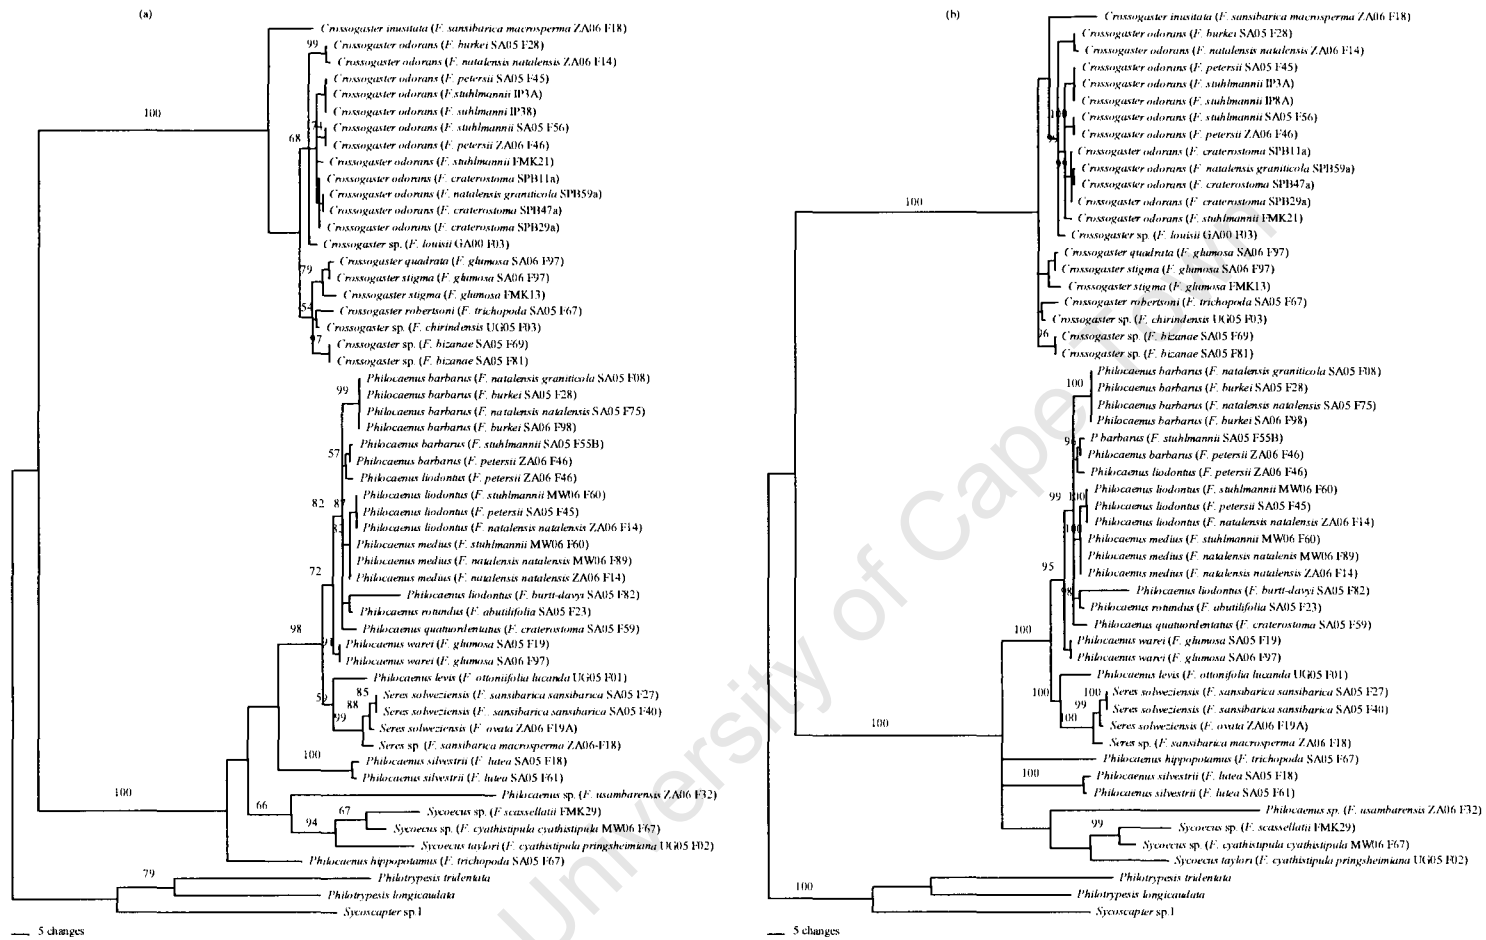 (a)
Crossogaster inusitata (F. sansibarica macrosperma ZA06 F18)
99
Crossogaster odorans (F. burkei SA05 F28)
Crossogaster odorans (F. natalensis natalensis ZA06 F14)
Crossogaster odorans (F. petersii SA05 F45)
Crossogaster odorans (F. stuhlmannii IP3A)
100
Crossogaster odorans (F. stuhlmanni IP38)
Crossogaster odorans (F. stuhlmannii SA05 F56)
68
Crossogaster odorans (F. petersii ZA06 F46)
Crossogaster odorans (F. stuhlmannii FMK21)
Crossogaster odorans (F. craterostoma SPB11a)
Crossogaster odorans (F. natalensis graniticola SPB59a)
Crossogaster odorans (F. craterostoma SPB47a)
Crossogaster odorans (F. craterostoma SPB29a)
Crossogaster sp. (F. louisii GA00 F03)
Crossogaster quadrata (F. glumosa SA06 F97)
79
Crossogaster stigma (F. glumosa SA06 F97)
Crossogaster stigma (F. glumosa FMK13)
54
Crossogaster robertsoni (F. trichopoda SA05 F67)
Crossogaster sp. (F. chirindensis UG05 F03)
97
Crossogaster sp. (F. bizanae SA05 F69)
Crossogaster sp. (F. bizanae SA05 F81)
Philocaenus barbarus (F. natalensis graniticola SA05 F08)
99
Philocaenus barbarus (F. burkei SA05 F28)
Philocaenus barbarus (F. natalensis natalensis SA05 F75)
Philocaenus barbarus (F. burkei SA06 F98)
Philocaenus barbarus (F. stuhlmannii SA05 F55B)
57
Philocaenus barbarus (F. petersii ZA06 F46)
Philocaenus liodontus (F. petersii ZA06 F46)
Philocaenus liodontus (F. stuhlmannii MW06 F60)
82 87
Philocaenus liodontus (F. petersii SA05 F45)
Philocaenus liodontus (F. natalensis natalensis ZA06 F14)
Philocaenus medius (F. stuhlmannii MW06 F60)
Philocaenus medius (F. natalensis natalensis MW06 F89)
72
Philocaenus medius (F. natalensis natalensis ZA06 F14)
Philocaenus liodontus (F. burtt-davyi SA05 F82)
Philocaenus rotundus (F. abutilifolia SA05 F23)
98
Philocaenus quatuordentatus (F. craterostoma SA05 F59)
Philocaenus warei (F. glumosa SA05 F19)
Philocaenus warei (F. glumosa SA06 F97)
Philocaenus levis (F. ottoniifolia lucanda UG05 F01)
85
Seres solweziensis (F. sansibarica sansibarica SA05 F27)
88
Seres solweziensis (F. sansibarica sansibarica SA05 F40)
99
Seres solweziensis (F. ovata ZA06 F19A)
Seres sp (F. sansibarica macrosperma ZA06-F18)
100
Philocaenus silvestrii (F. lutea SA05 F18)
Philocaenus silvestrii (F. lutea SA05 F61)
100
Philocaenus sp. (F. usambarensis ZA06 F32)
66
67
Sycoecus sp. (F. scassellatii FMK29)
94
Sycoecus sp. (F. cyathistipula cyathistipula MW06 F67)
Sycoecus taylori (F. cyathistipula pringsheimiana UG05 F02)
Philocaenus hippopotamus (F. trichopoda SA05 F67)
79
Philotrypesis tridentata
Philotrypesis longicaudata
Sycoscapter sp.1
5 changes
(b)
Crossogaster inusitata (F. sansibarica macrosperma ZA06 F18)
Crossogaster odorans (F. burkei SA05 F28)
Crossogaster odorans (F. natalensis natalensis ZA06 F14)
Crossogaster odorans (F. petersii SA05 F45)
Crossogaster odorans (F. stuhlmannii IP3A)
Crossogaster odorans (F. stuhlmannii IP8A)
100
Crossogaster odorans (F. stuhlmannii SA05 F56)
Crossogaster odorans (F. petersii ZA06 F46)
Crossogaster odorans (F. craterostoma SPB11a)
Crossogaster odorans (F. natalensis graniticola SPB59a)
Crossogaster odorans (F. craterostoma SPB47a)
Crossogaster odorans (F. craterostoma SPB29a)
100
Crossogaster odorans (F. stuhlmannii FMK21)
Crossogaster sp. (F. louisii GA00 F03)
Crossogaster quadrata (F. glumosa SA06 F97)
Crossogaster stigma (F. glumosa SA06 F97)
Crossogaster stigma (F. glumosa FMK13)
Crossogaster robertsoni (F. trichopoda SA05 F67)
Crossogaster sp. (F. chirindensis UG05 F03)
96
Crossogaster sp. (F. bizanae SA05 F69)
Crossogaster sp. (F. bizanae SA05 F81)
Philocaenus barbarus (F. natalensis graniticola SA05 F08)
100
Philocaenus barbarus (F. burkei SA05 F28)
Philocaenus barbarus (F. natalensis natalensis SA05 F75)
Philocaenus barbarus (F. burkei SA06 F98)
P barbarus (F. stuhlmannii SA05 F55B)
Philocaenus barbarus (F. petersii ZA06 F46)
Philocaenus liodontus (F. petersii ZA06 F46)
Philocaenus liodontus (F. stuhlmannii MW06 F60)
99 100
Philocaenus liodontus (F. petersii SA05 F45)
Philocaenus liodontus (F. natalensis natalensis ZA06 F14)
100
Philocaenus medius (F. stuhlmannii MW06 F60)
Philocaenus medius (F. natalensis natalenis MW06 F89)
95
Philocaenus medius (F. natalensis natalensis ZA06 F14)
98
Philocaenus liodontus (F. burtt-davyi SA05 F82)
Philocaenus rotundus (F. abutilifolia SA05 F23)
Philocaenus quatuordentatus (F. craterostoma SA05 F59)
100
Philocaenus warei (F. glumosa SA05 F19)
Philocaenus warei (F. glumosa SA06 F97)
Philocaenus levis (F. ottonifolia lucanda UG05 F01)
100
100
Seres solweziensis (F. sansibarica sansibarica SA05 F27)
99
Seres solweziensis (F. sansibarica sansibarica SA05 F40)
100
Seres solweziensis (F. ovata ZA06 F19A)
100
Seres sp. (F. sansibarica macrosperma ZA06 F18)
Philocaenus hippopotamus (F. trichopoda SA05 F67)
100
Philocaenus silvestrii (F. lutea SA05 F18)
Philocaenus silvestrii (F. lutea SA05 F61)
Philocaenus sp. (F. usambarensis ZA06 F32)
99
Sycoecus sp. (F. scassellatii FMK29)
Sycoecus sp. (F. cyathistipula cyathistipula MW06 F67)
Sycoecus taylori (F. cyathistipula pringsheimiana UG05 F02)
Philotrypesis tridentata
100
Philotrypesis longicaudata
Sycoscapter sp.1
5 changes
University of Cape Town